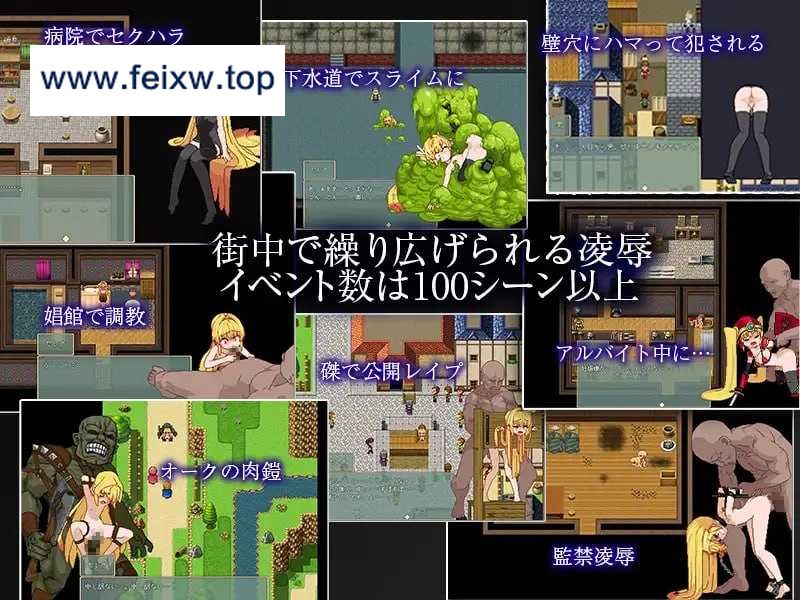 病院でセクハラ
www.feixw.top
下水道でスライムに
壁穴にハマって犯される
街中で繰り広げられる凌辱
イベント数は100シーン以上
娼館で調教
磔で公開レイプ
アルバイト中に…
オークの肉鎧
監禁凌辱